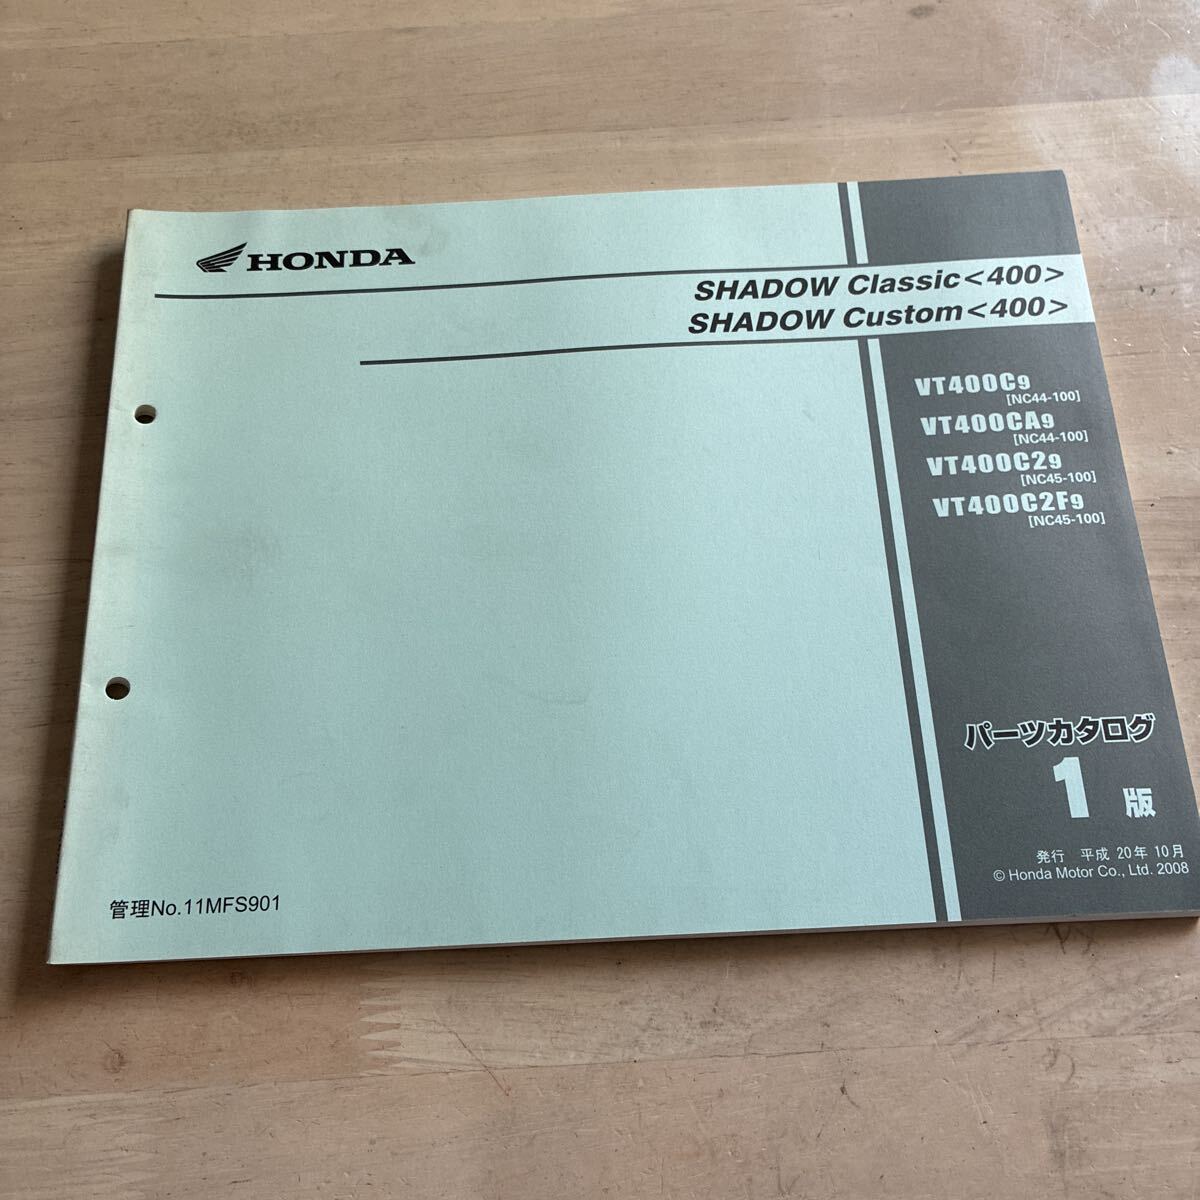 HONDA
SHADOW Classic<400>
SHADOW Custom<400>
VT400C9
[NC44-100]
VT400CA9
[NC44-100]
VT400C29
[NC45-100]
VT400C2F9
[NC45-100]
パーツカタログ
1 版
発行 平成 20年 10月
© Honda Motor Co., Ltd. 2008
管理No.11MFS901